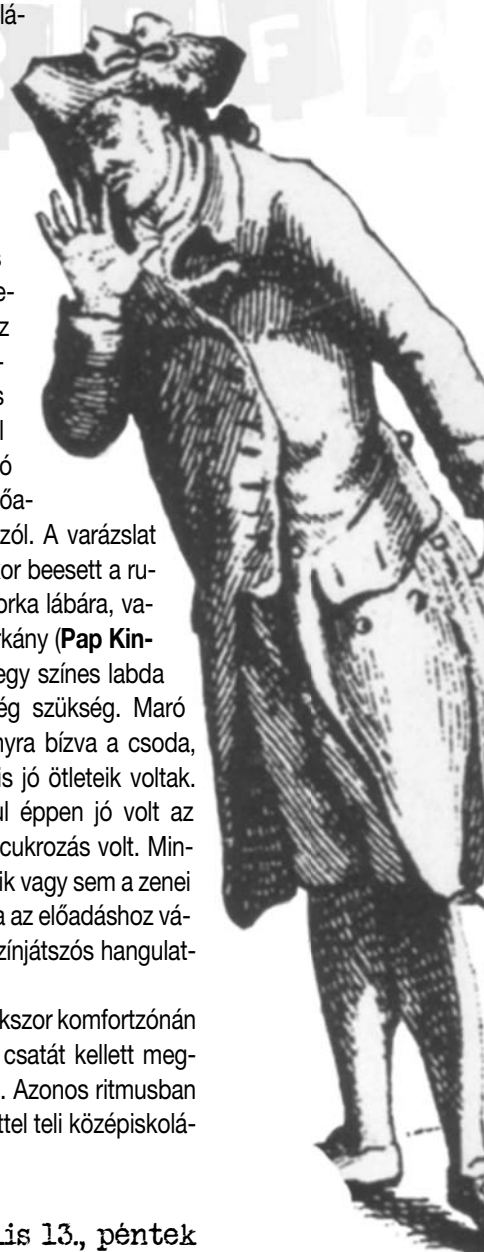 lá-
s
e-
z
-
s
l
ó
őa-
zól. A varázslat
or beesett a ru-
orka lábára, va-
rkány (Pap Kin-
egy színes labda
ég szükség. Maró
nyra bízva a csoda,
is jó ötleteik voltak.
ul éppen jó volt az
cukrozás volt. Min-
ik vagy sem a zenei
a az előadáshoz vá-
zínjátszós hangulat-
kszor komfortzónán
csatát kellett meg-
. Azonos ritmusban
ttel teli középiskolá-
lis 13., péntek